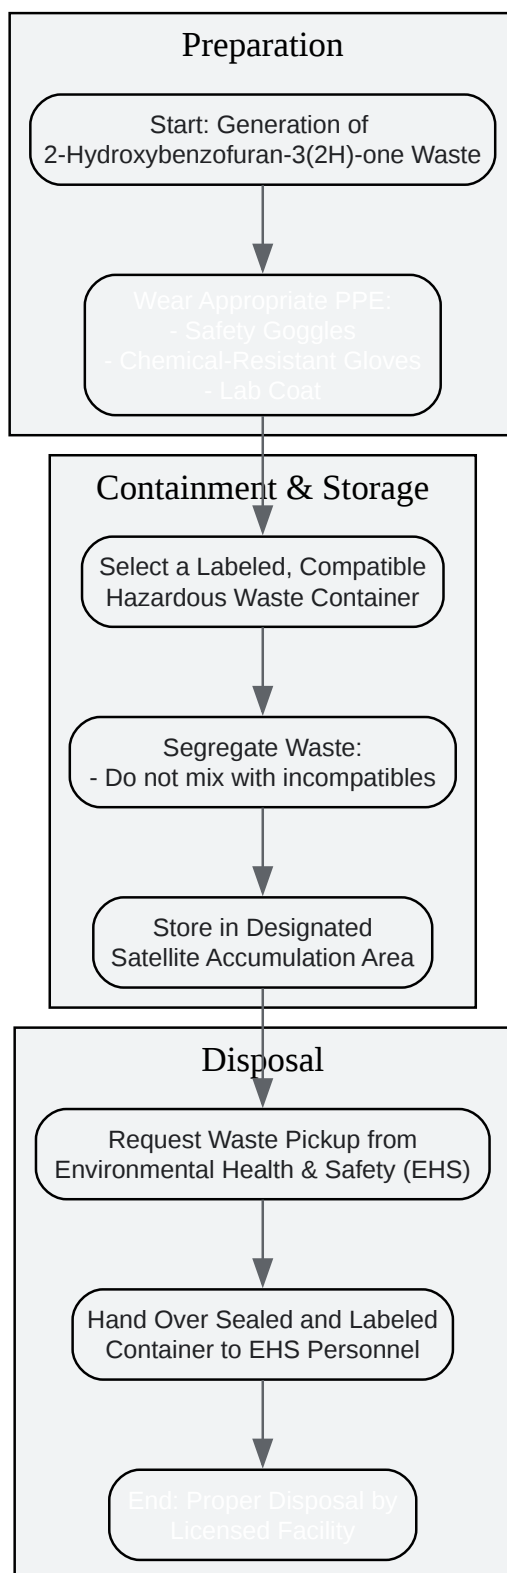 Preparation
Start: Generation of
2-Hydroxybenzofuran-3(2H)-one Waste
Wear Appropriate PPE:
- Safety Goggles
- Chemical-Resistant Gloves
- Lab Coat
Containment & Storage
Select a Labeled, Compatible
Hazardous Waste Container
Segregate Waste:
- Do not mix with incompatibles
Store in Designated
Satellite Accumulation Area
Disposal
Request Waste Pickup from
Environmental Health & Safety (EHS)
Hand Over Sealed and Labeled
Container to EHS Personnel
End: Proper Disposal by
Licensed Facility